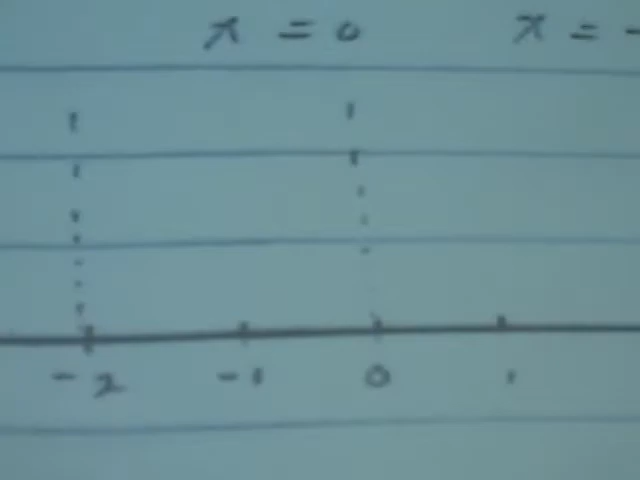 x = 0 x = -
-2 -1 0 1